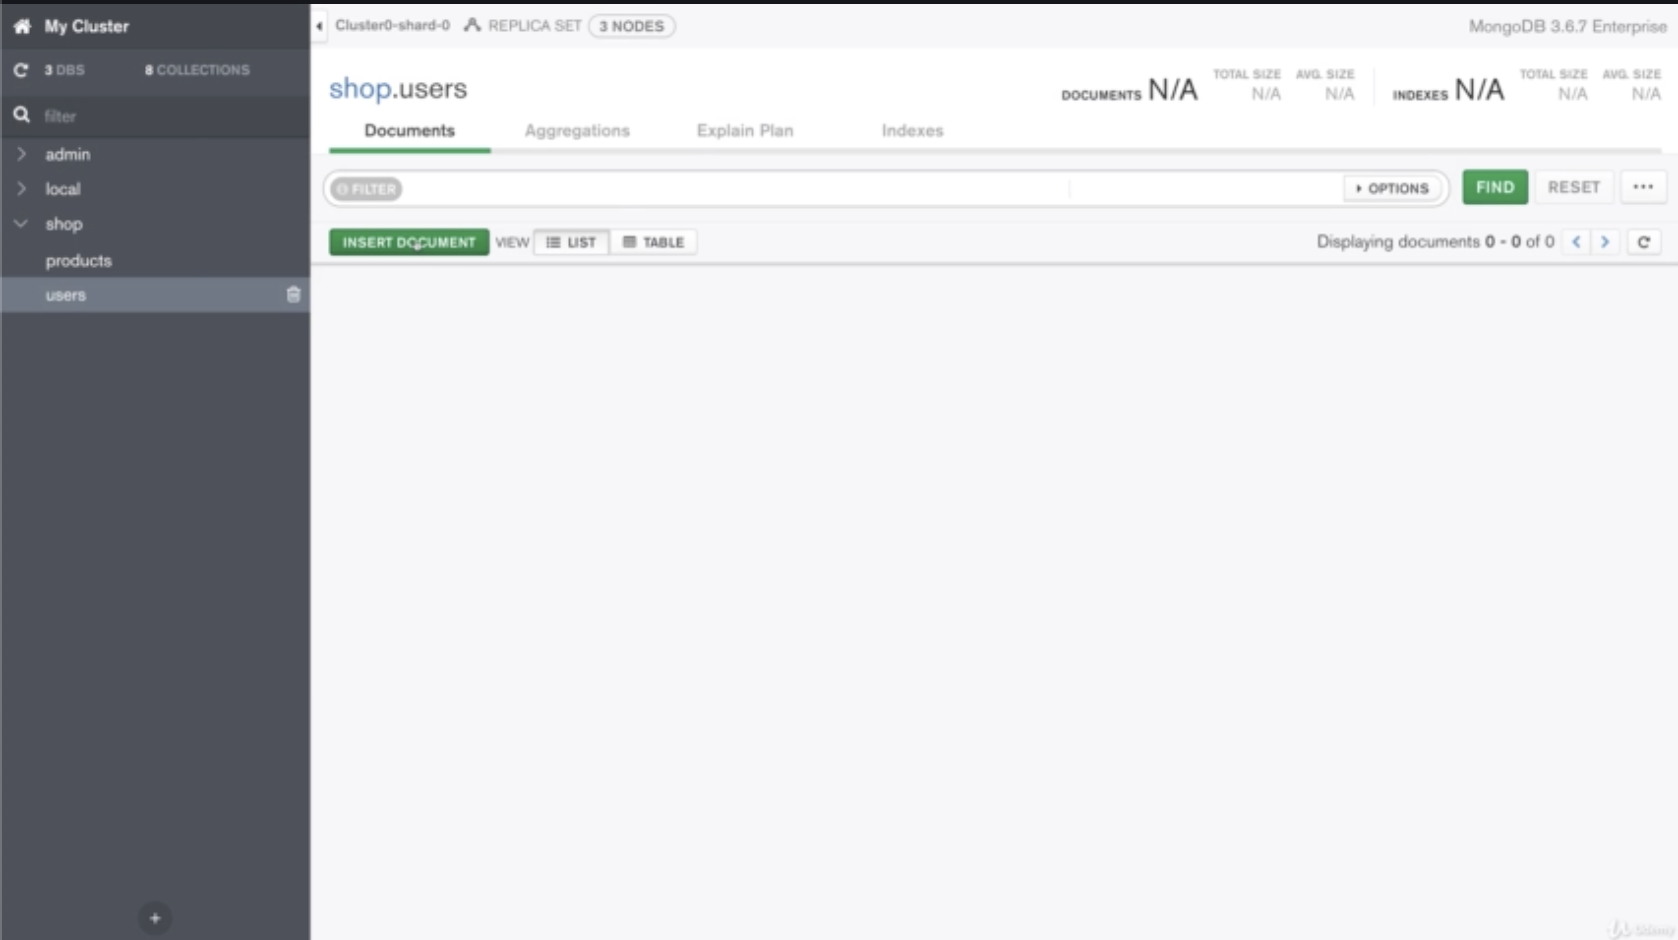 My Cluster
3 DBS 8 COLLECTIONS
filter
admin
local
shop
products
users
Cluster0-shard-0 REPLICA SET 3 NODES
MongoDB 3.6.7 Enterprise
shop.users
DOCUMENTS N/A TOTAL SIZE N/A AVG. SIZE N/A
INDEXES N/A TOTAL SIZE N/A AVG. SIZE N/A
Documents Aggregations Explain Plan Indexes
FILTER OPTIONS FIND RESET
INSERT DOCUMENT VIEW LIST TABLE
Displaying documents 0 - 0 of 0
Udemy